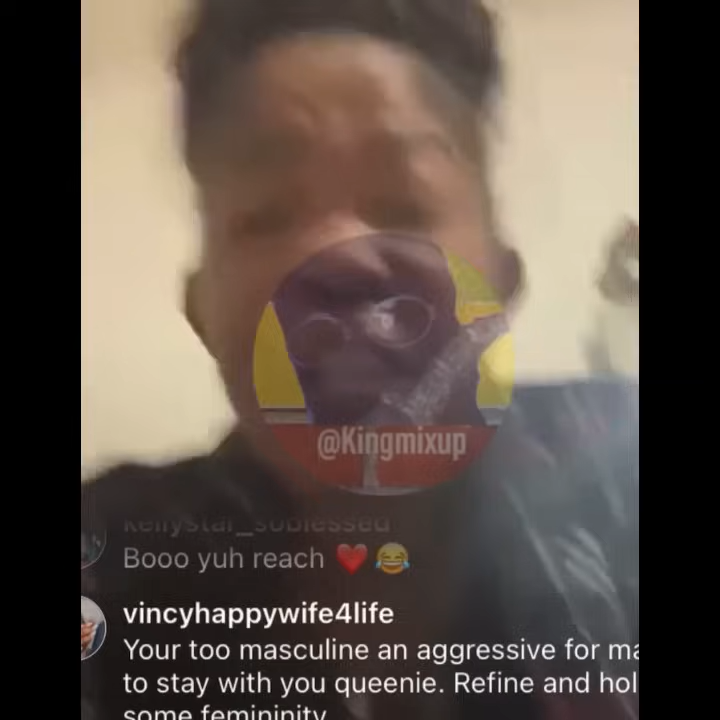 @Kingmixup
kellystar_soblessed
Booo yuh reach ❤️😂
vincyhappywife4life
Your too masculine an aggressive for ma
to stay with you queenie. Refine and hol
some femininity